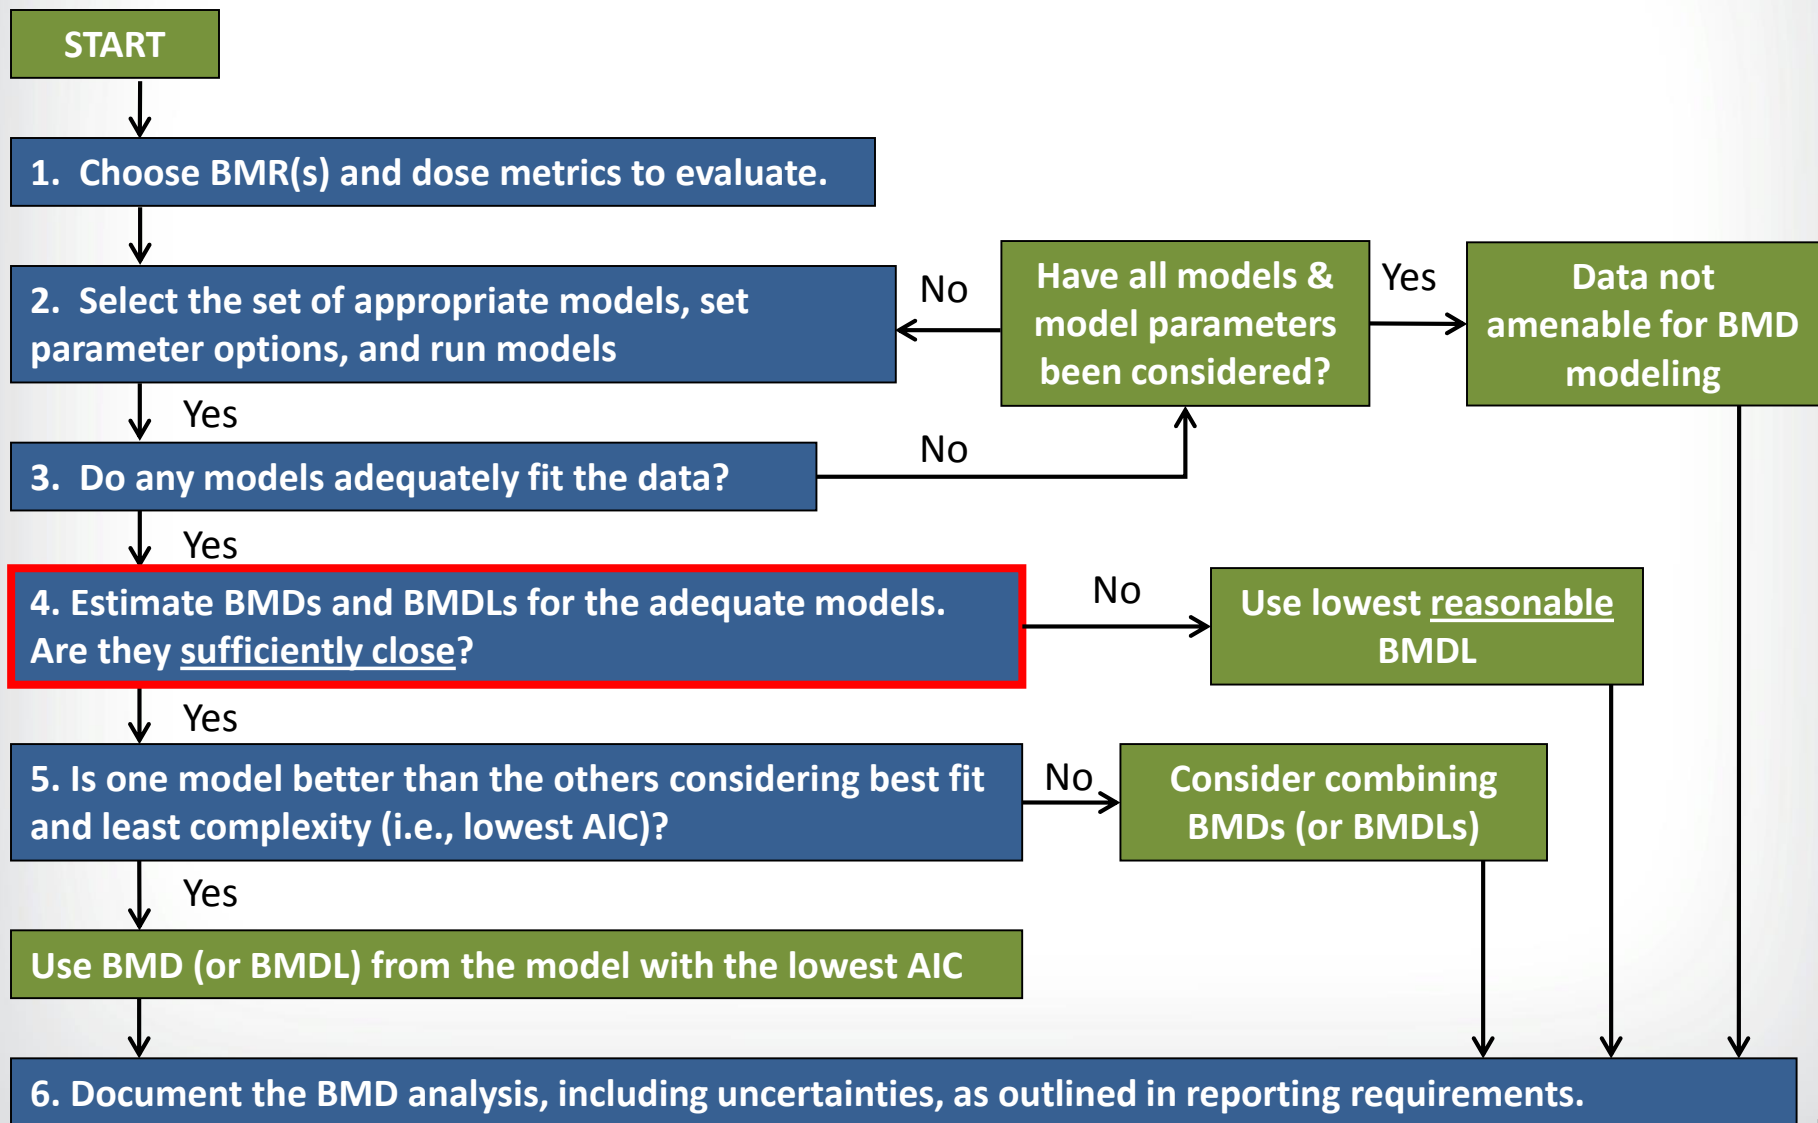 START
1. Choose BMR(s) and dose metrics to evaluate.
2. Select the set of appropriate models, set
parameter options, and run models
No
Have all models &
model parameters
been considered?
Yes
Data not
amenable for BMD
modeling
Yes
3. Do any models adequately fit the data?
No
Yes
4. Estimate BMDs and BMDLs for the adequate models.
Are they sufficiently close?
No
Use lowest reasonable
BMDL
Yes
5. Is one model better than the others considering best fit
and least complexity (i.e., lowest AIC)?
No
Consider combining
BMDs (or BMDLs)
Yes
Use BMD (or BMDL) from the model with the lowest AIC
6. Document the BMD analysis, including uncertainties, as outlined in reporting requirements.